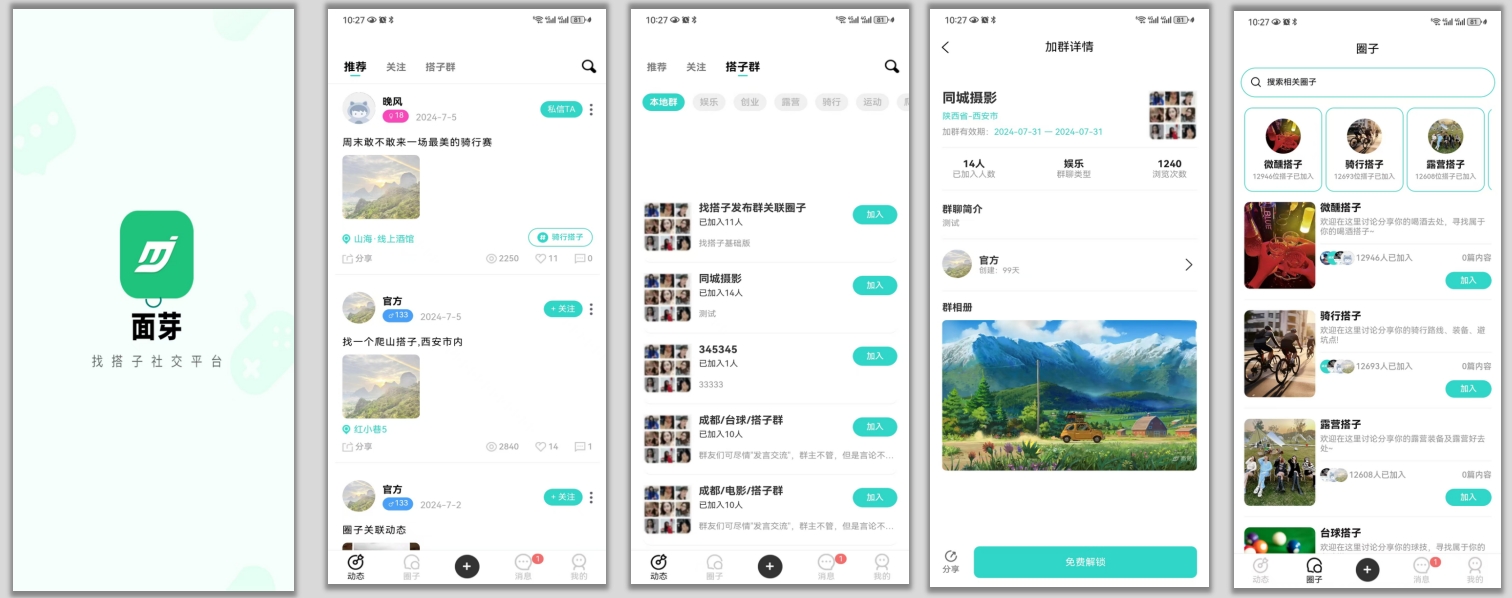 面芽
找搭子社交平台
10:27
81
推荐 关注 搭子群
晚风
18 2024-7-5
私信TA
周末敢不敢来一场最美的骑行赛
山海·线上酒馆
骑行搭子
分享 2250 11 0
官方
133 2024-7-5
+ 关注
找一个爬山搭子,西安市内
红小巷5
分享 2840 14 1
官方
133 2024-7-2
+ 关注
圈子关联动态
1
动态 圈子 消息 我的
10:27
81
推荐 关注 搭子群
本地群 娱乐 创业 露营 骑行 运动
找搭子发布群关联圈子
已加入11人
加入
找搭子基础版
同城摄影
已加入14人
加入
测试
345345
已加入1人
加入
33333
成都/台球/搭子群
已加入10人
加入
群友们可尽情"发言交流"，群主不管，但是言论不...
成都/电影/搭子群
已加入10人
加入
群友们可尽情"发言交流"，群主不管，但是言论不...
1
动态 圈子 消息 我的
10:27
81
加群详情
同城摄影
陕西省-西安市
加群有效期：2024-07-31 一 2024-07-31
14人 娱乐 1240
已加入人数 群聊类型 浏览次数
群聊简介
测试
官方
创建：99天
群相册
分享
免费解锁
10:27
81
圈子
搜索相关圈子
微醺搭子 骑行搭子 露营搭子
12946位搭子已加入 12693位搭子已加入 12608位搭子已加入
微醺搭子
欢迎在这里讨论分享你的喝酒去处，寻找属于
你的喝酒搭子~
12946人已加入 0篇内容
加入
骑行搭子
欢迎在这里讨论分享你的骑行路线，装备、避
坑点!
12693人已加入 0篇内容
加入
露营搭子
欢迎在这里讨论分享你的露营装备及露营好去
处~
12608人已加入 0篇内容
加入
台球搭子
欢迎在这里讨论分享你的球技，寻找属于你的
1
动态 圈子 消息 我的